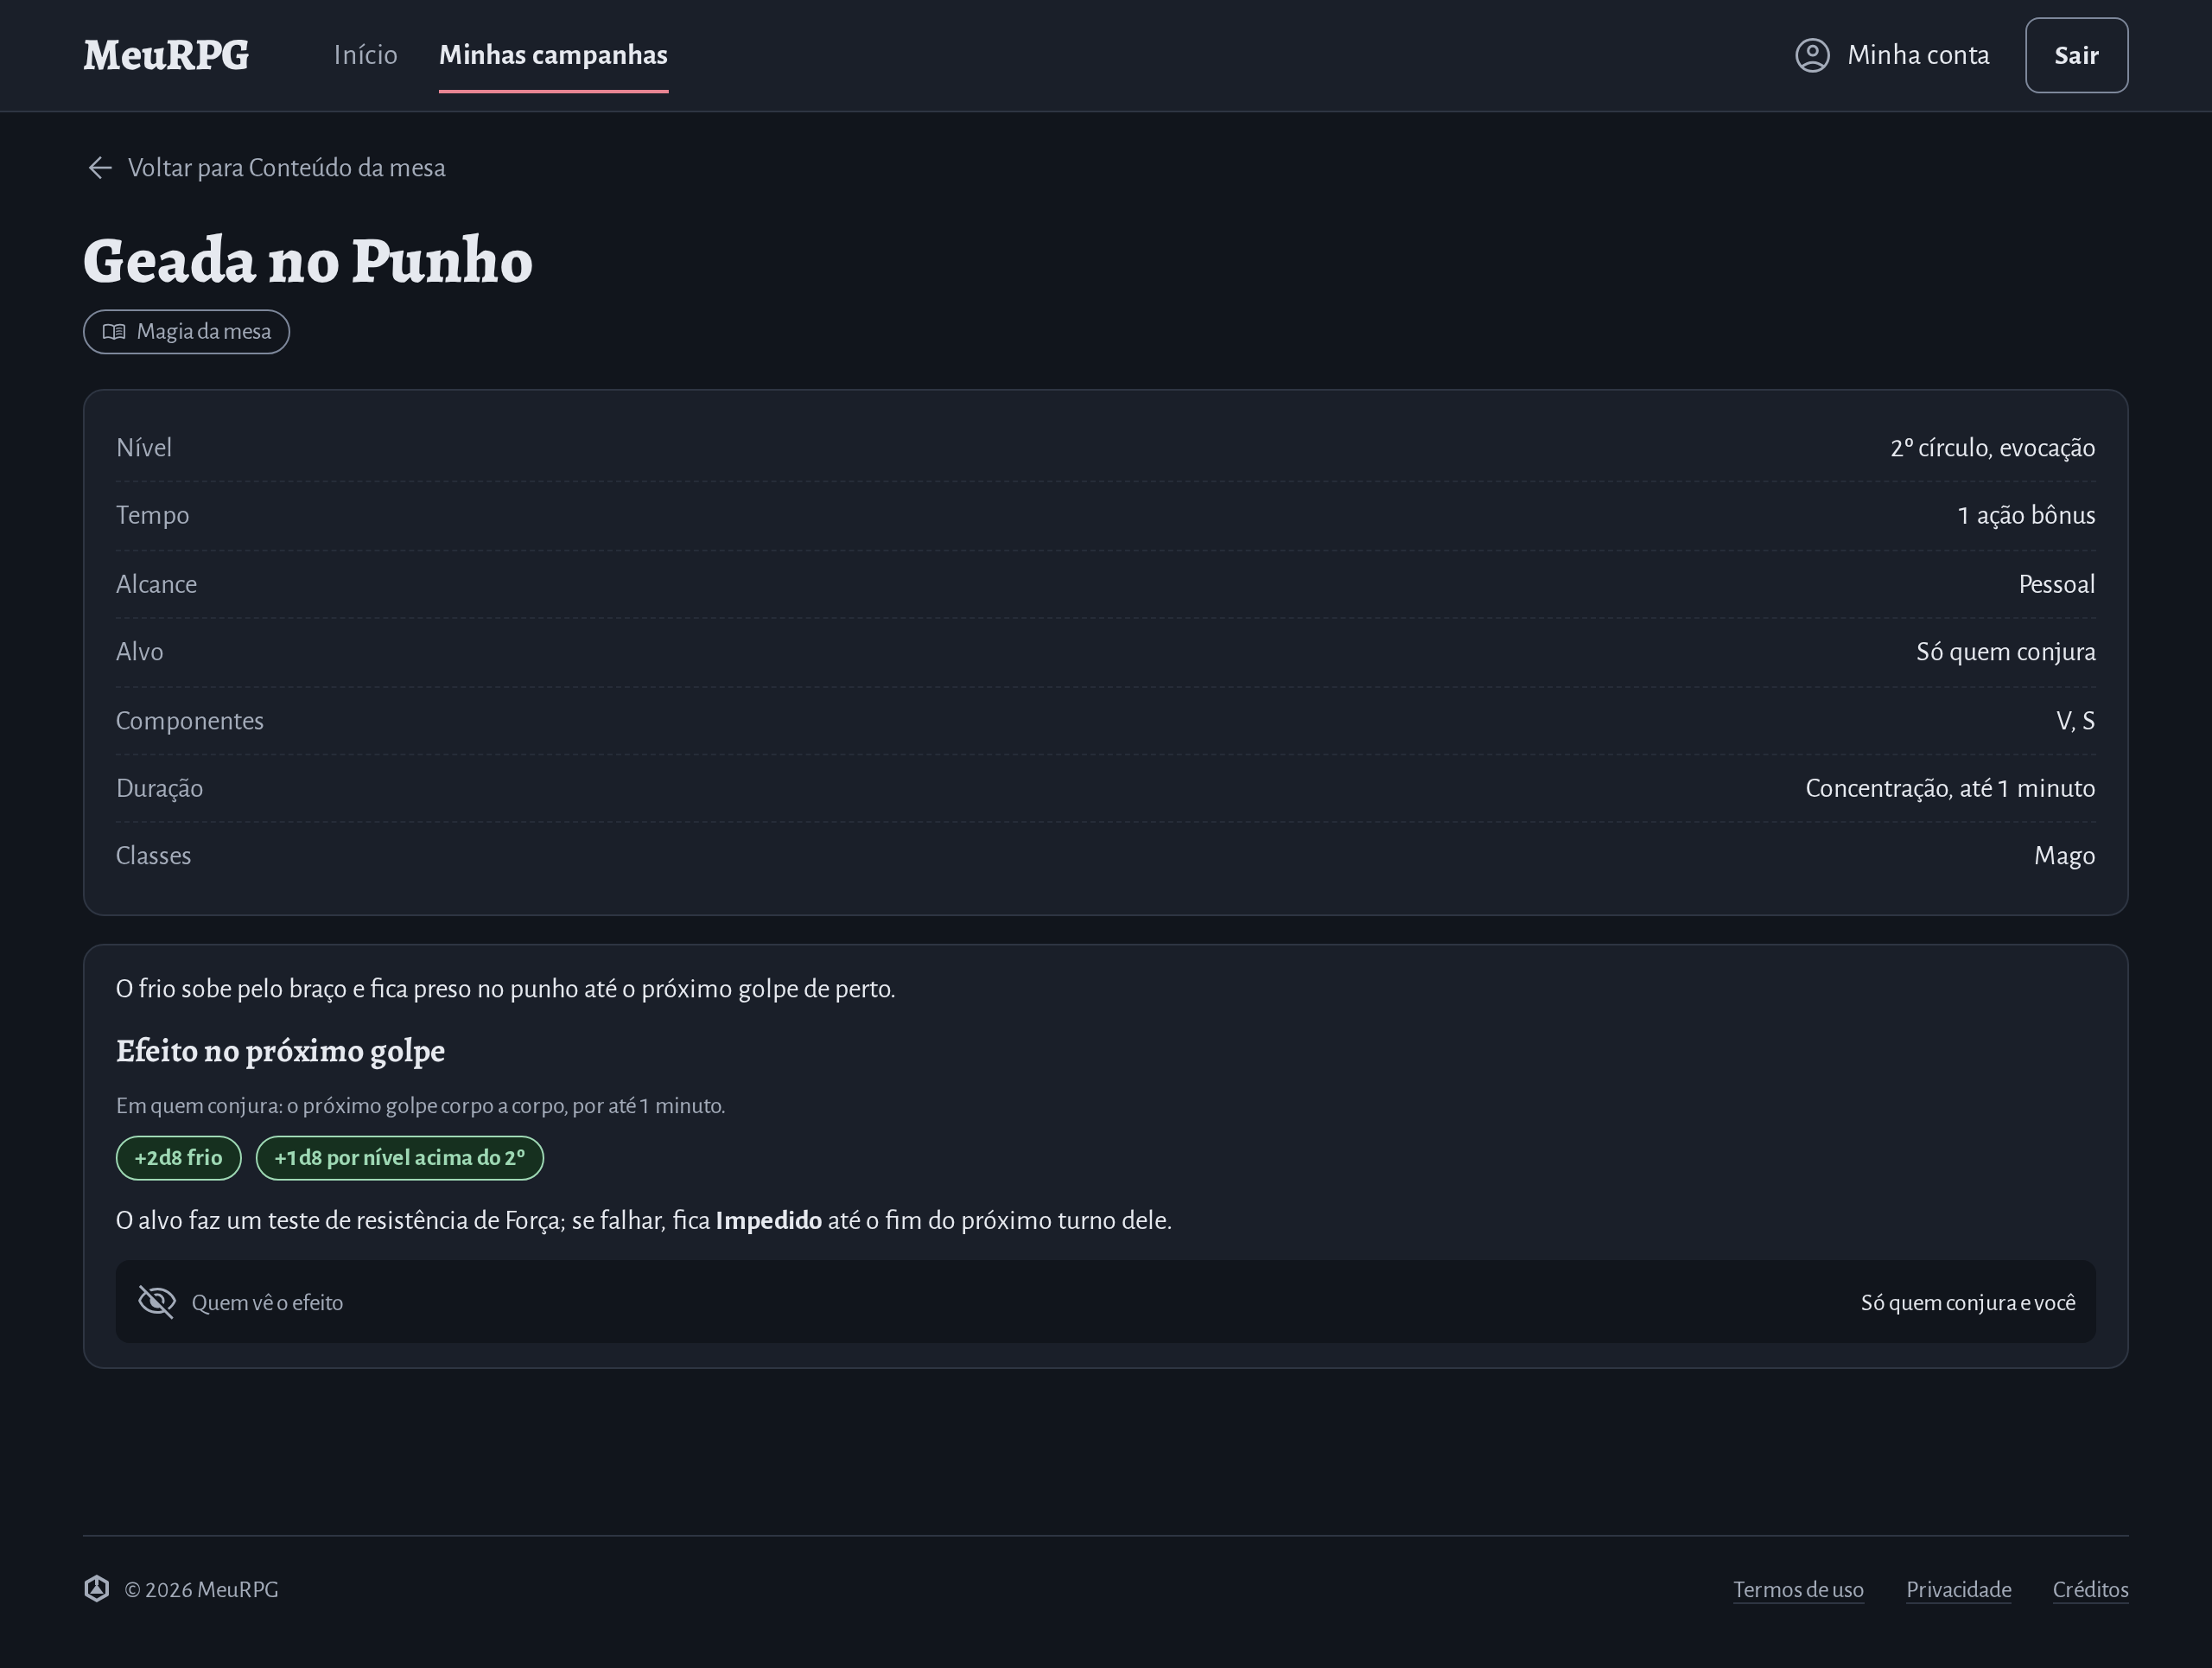 MeuRPG
Início
Minhas campanhas
Minha conta
Sair
Voltar para Conteúdo da mesa
Geada no Punho
Magia da mesa
Nível
2º círculo, evocação
Tempo
1 ação bônus
Alcance
Pessoal
Alvo
Só quem conjura
Componentes
V, S
Duração
Concentração, até 1 minuto
Classes
Mago
O frio sobe pelo braço e fica preso no punho até o próximo golpe de perto.
Efeito no próximo golpe
Em quem conjura: o próximo golpe corpo a corpo, por até 1 minuto.
+2d8 frio
+1d8 por nível acima do 2º
O alvo faz um teste de resistência de Força; se falhar, fica Impedido até o fim do próximo turno dele.
Quem vê o efeito
Só quem conjura e você
© 2026 MeuRPG
Termos de uso
Privacidade
Créditos